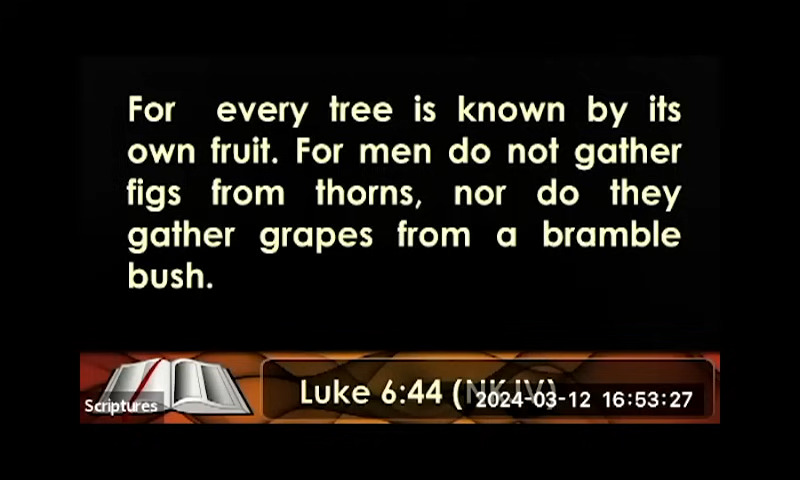 For every tree is known by its
own fruit. For men do not gather
figs from thorns, nor do they
gather grapes from a bramble
bush.
Luke 6:44 (NKJV)
Scriptures
2024-03-12 16:53:27